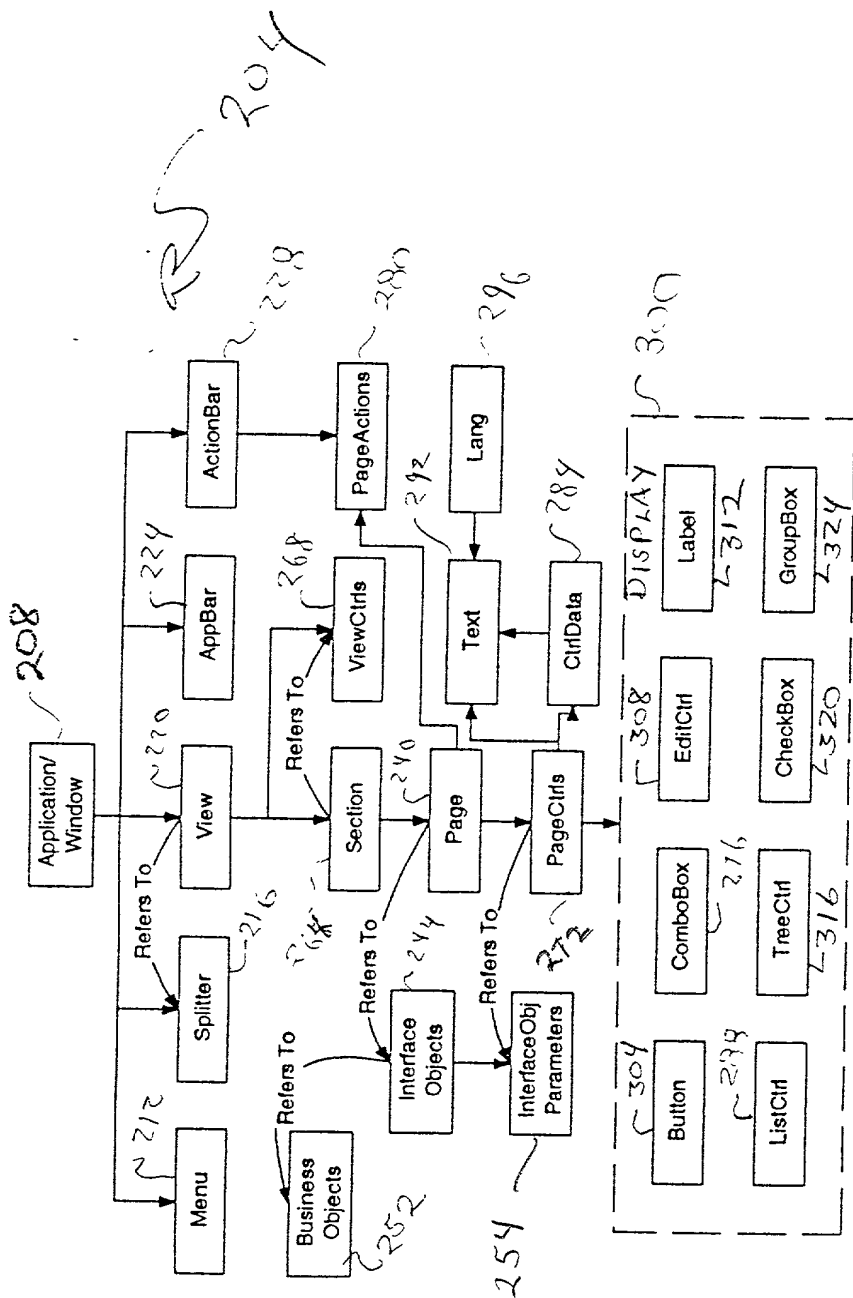 204
208
Application/
Window
212
216
220
224
228
Menu
Splitter
Refers To
View
AppBar
ActionBar
252
Business
Objects
Refers To
Section
Refers To
268
ViewCtrls
280
PageActions
244
Interface
Objects
Refers To
240
Page
292
Text
296
Lang
254
InterfaceObj
Parameters
Refers To
272
PageCtrls
284
CtrlData
300
DISPLAY
304
Button
ComboBox
276
308
EditCtrl
Label
312
ListCtrl
TreeCtrl
316
CheckBox
320
GroupBox
324